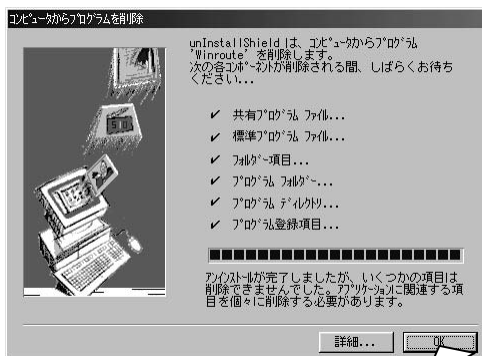 ｺﾝﾋﾟｭｰﾀからﾌﾟﾛｸﾞﾗﾑを削除
unInstallShield は、ｺﾝﾋﾟｭｰﾀからﾌﾟﾛｸﾞﾗﾑ
'Winroute' を削除します。
次の各ｺﾝﾎﾟｰﾈﾝﾄが削除される間、しばらくお待ち
ください...
✔ 共有ﾌﾟﾛｸﾞﾗﾑ ﾌｧｲﾙ...
✔ 標準ﾌﾟﾛｸﾞﾗﾑ ﾌｧｲﾙ...
✔ ﾌｫﾙﾀﾞｰ項目...
✔ ﾌﾟﾛｸﾞﾗﾑ ﾌｫﾙﾀﾞｰ...
✔ ﾌﾟﾛｸﾞﾗﾑ ﾃﾞｨﾚｸﾄﾘ...
✔ ﾌﾟﾛｸﾞﾗﾑ登録項目...
ｱﾝｲﾝｽﾄｰﾙが完了しましたが、いくつかの項目は
削除できませんでした。ｱﾌﾟﾘｹｰｼｮﾝに関連する項
目を個々に削除する必要があります。
詳細...
OK